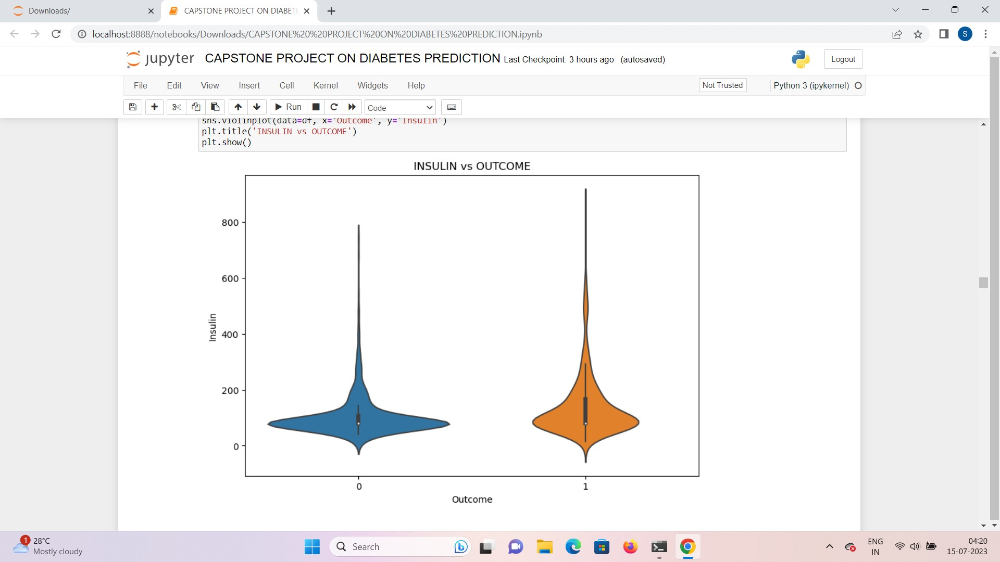 Downloads/
CAPSTONE PROJECT ON DIABET
localhost:8888/notebooks/Downloads/CAPSTONE%20%20PROJECT%20ON%20DIABETES%20PREDICTION.ipynb
S
jupyter CAPSTONE PROJECT ON DIABETES PREDICTION Last Checkpoint: 3 hours ago (autosaved)
Logout
File Edit View Insert Cell Kernel Widgets Help
Not Trusted
Python 3 (ipykernel)
Run
Code
sns.violinplot(data=df, x='Outcome', y='Insulin')
plt.title('INSULIN vs OUTCOME')
plt.show()
INSULIN vs OUTCOME
800
600
400
200
0
Insulin
0 1
Outcome
1
28°C
Mostly cloudy
Search
ENG
IN
04:20
15-07-2023